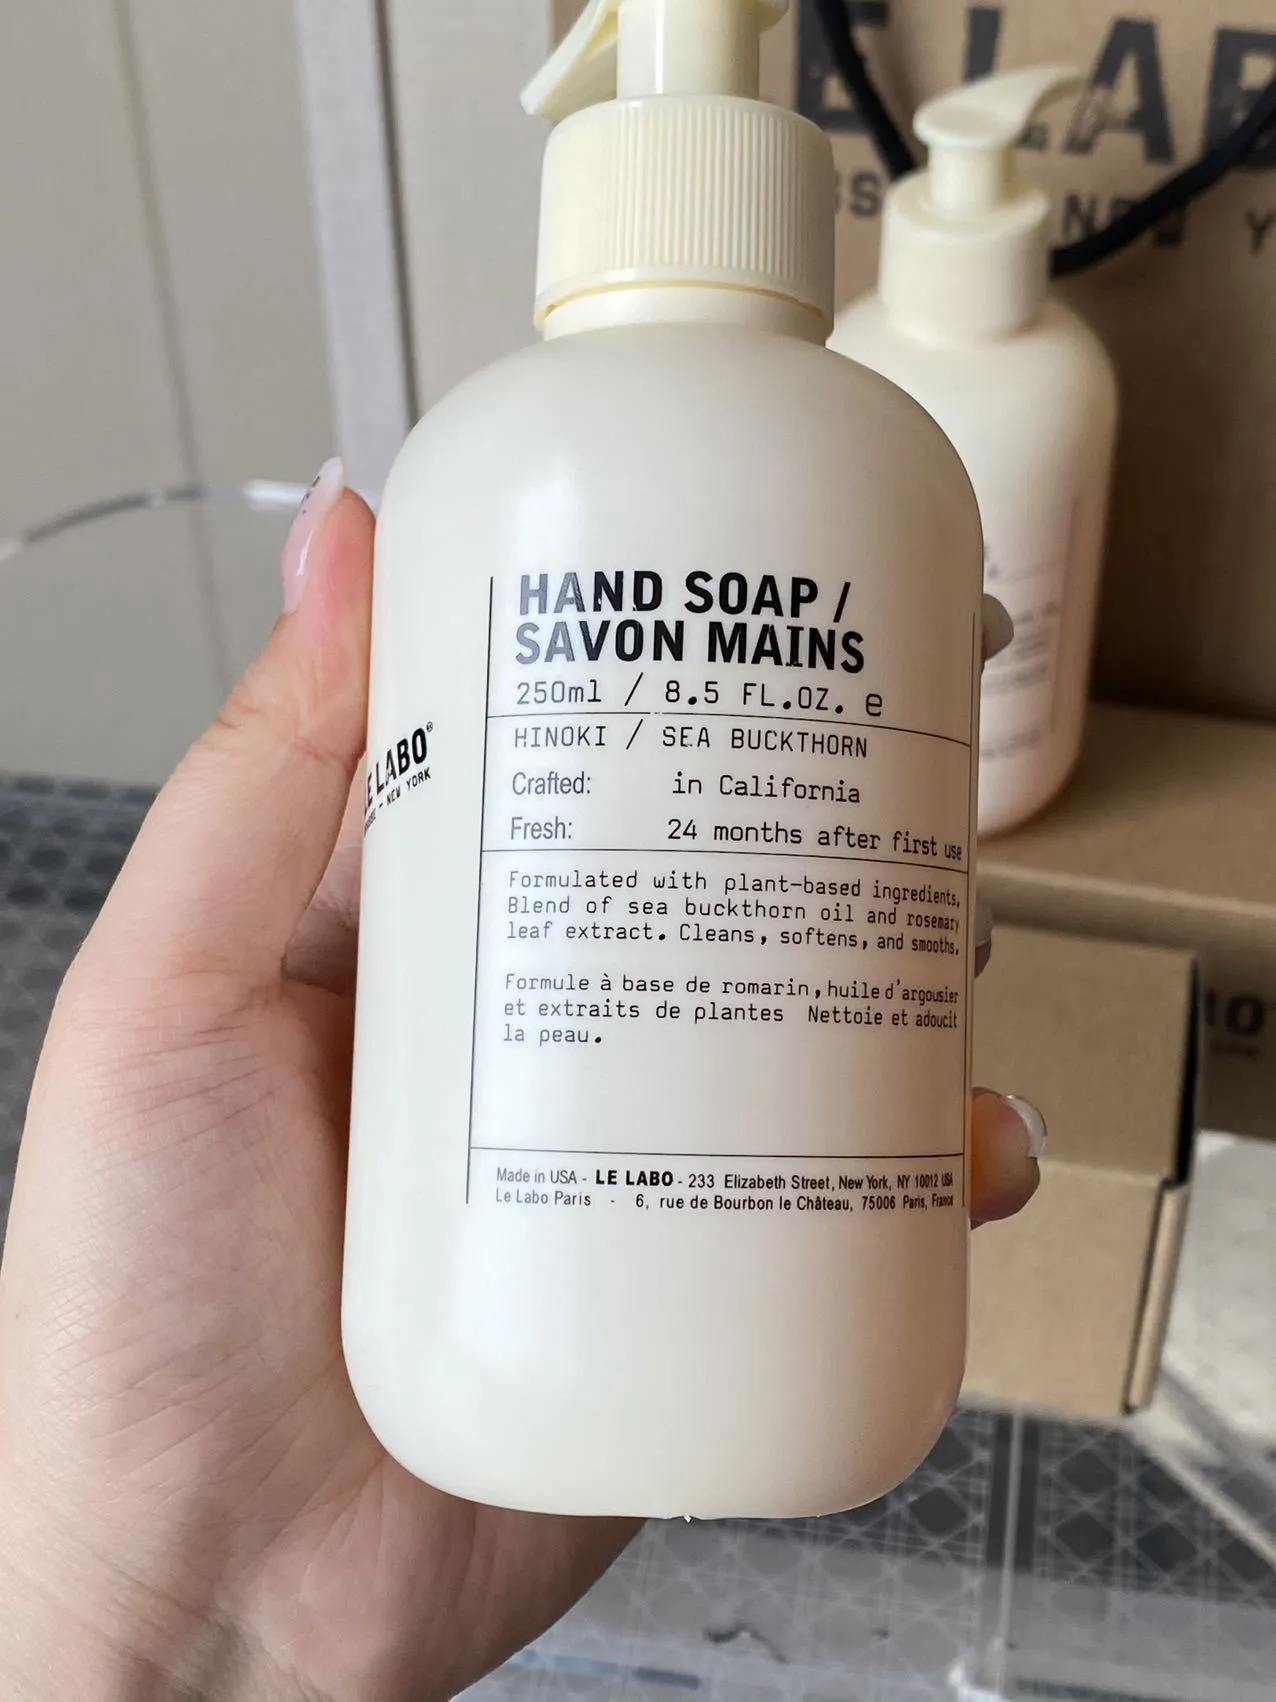 LE LABO
NEW YORK
HAND SOAP /
SAVON MAINS
250ml / 8.5 FL.OZ. e
HINOKI / SEA BUCKTHORN
Crafted: in California
Fresh: 24 months after first use
Formulated with plant-based ingredients.
Blend of sea buckthorn oil and rosemary
leaf extract. Cleans, softens, and smooths.
Formule à base de romarin, huile d'argousier
et extraits de plantes Nettoie et adoucit
la peau.
Made in USA - LE LABO - 233 Elizabeth Street, New York, NY 10012 USA
Le Labo Paris - 6, rue de Bourbon le Château, 75006 Paris, France
LE LABO®
- NEW YORK